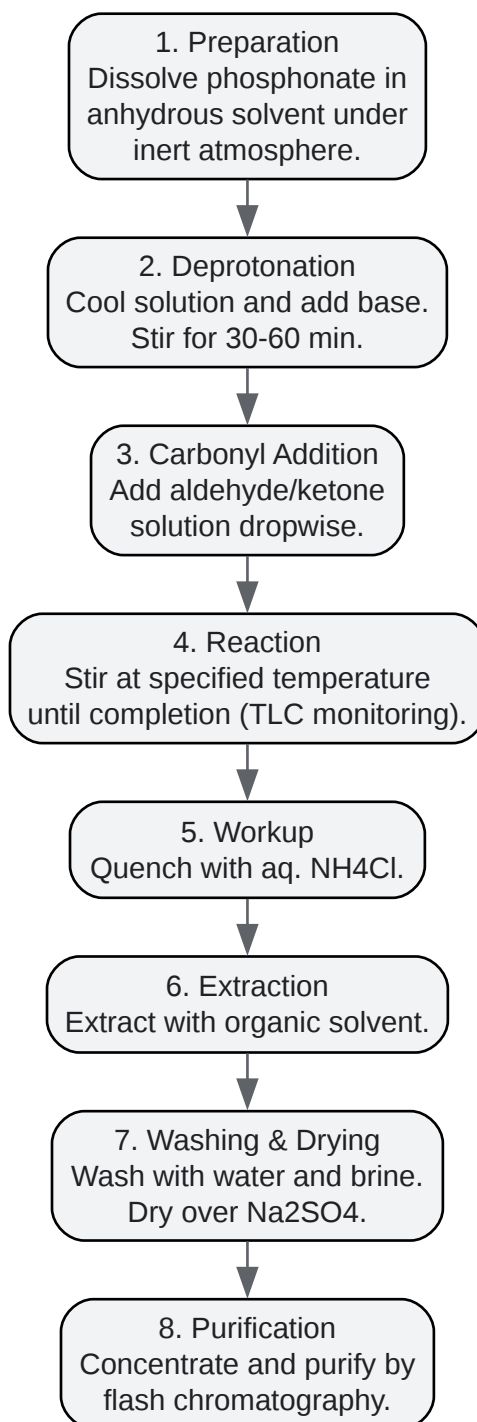 1. Preparation
Dissolve phosphonate in
anhydrous solvent under
inert atmosphere.
2. Deprotonation
Cool solution and add base.
Stir for 30-60 min.
3. Carbonyl Addition
Add aldehyde/ketone
solution dropwise.
4. Reaction
Stir at specified temperature
until completion (TLC monitoring).
5. Workup
Quench with aq. NH4Cl.
6. Extraction
Extract with organic solvent.
7. Washing & Drying
Wash with water and brine.
Dry over Na2SO4.
8. Purification
Concentrate and purify by
flash chromatography.